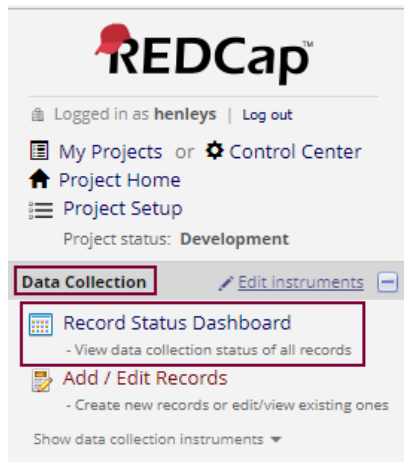 REDCap™
Logged in as henleys | Log out
My Projects or Control Center
Project Home
Project Setup
Project status: Development
Data Collection Edit instruments
Record Status Dashboard
- View data collection status of all records
Add / Edit Records
- Create new records or edit/view existing ones
Show data collection instruments